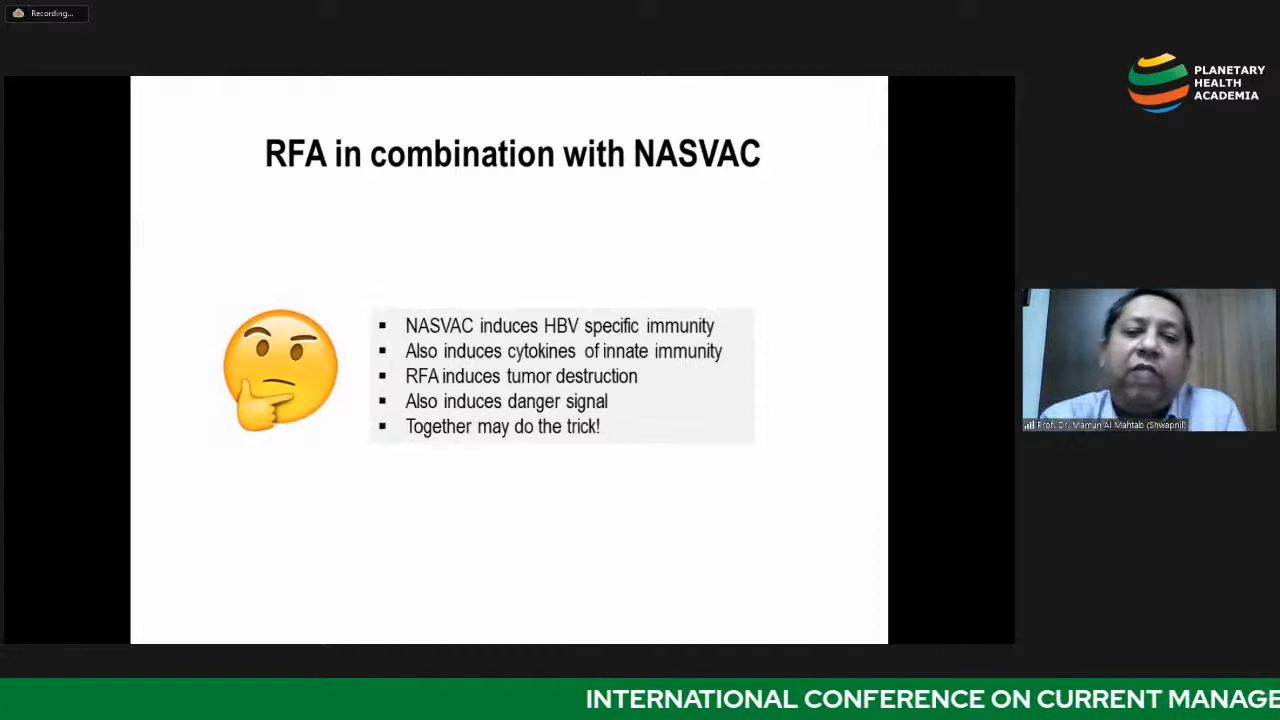 Recording...
PLANETARY
HEALTH
ACADEMIA
RFA in combination with NASVAC
▪ NASVAC induces HBV specific immunity
▪ Also induces cytokines of innate immunity
▪ RFA induces tumor destruction
▪ Also induces danger signal
▪ Together may do the trick!
Prof. Dr. Mamun Al Mahtab (Shwapnil)
INTERNATIONAL CONFERENCE ON CURRENT MANAGE